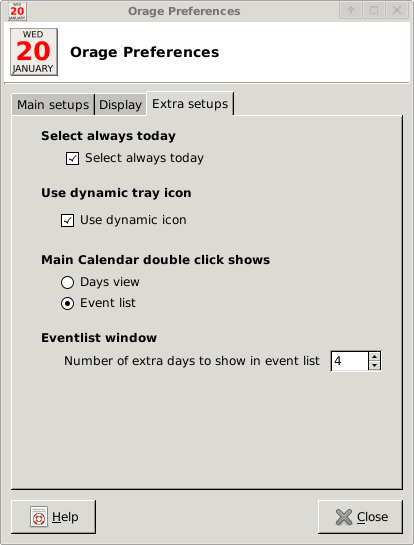 WED
20
Orage Preferences
WED
20
JANUARY
Orage Preferences
Main setups
Display
Extra setups
Select always today
Select always today
Use dynamic tray icon
Use dynamic icon
Main Calendar double click shows
Days view
Event list
Eventlist window
Number of extra days to show in event list 4
Help
Close